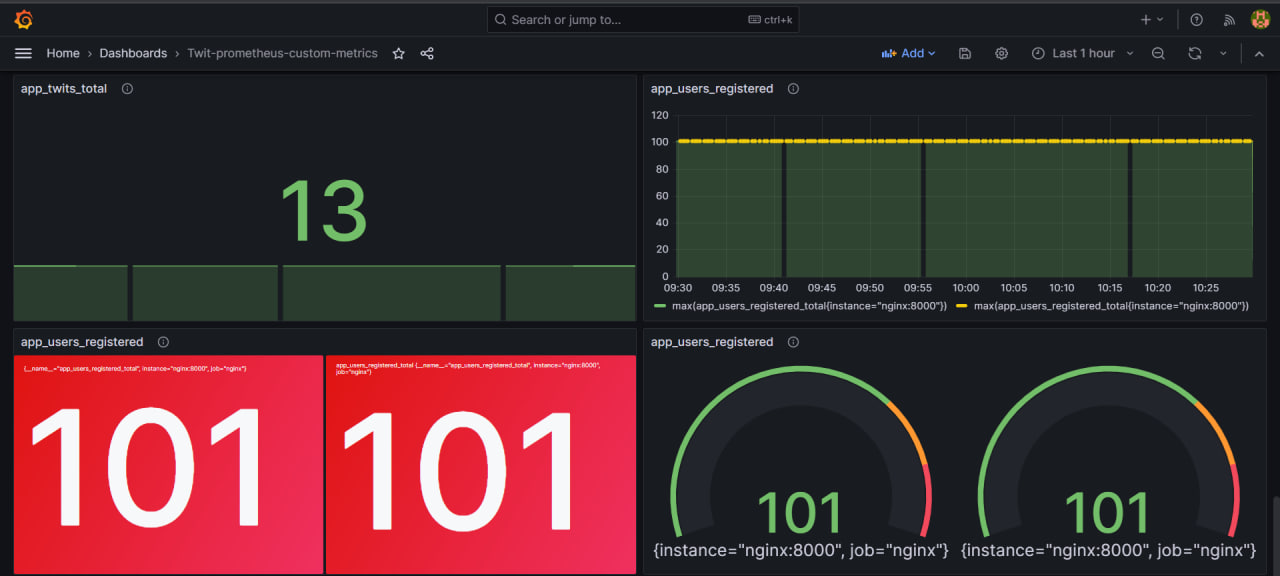 Search or jump to... ctrl+k
Home › Dashboards › Twit-prometheus-custom-metrics Add Last 1 hour
app_twits_total
13
app_users_registered
120
100
80
60
40
20
0
09:30 09:35 09:40 09:45 09:50 09:55 10:00 10:05 10:10 10:15 10:20 10:25
max(app_users_registered_total{instance="nginx:8000"}) max(app_users_registered_total{instance="nginx:8000"})
app_users_registered
{__name__="app_users_registered_total", instance="nginx:8000", job="nginx"}
101
app_users_registered_total {__name__="app_users_registered_total", instance="nginx:8000",
job="nginx"}
101
app_users_registered
101
{instance="nginx:8000", job="nginx"}
101
{instance="nginx:8000", job="nginx"}